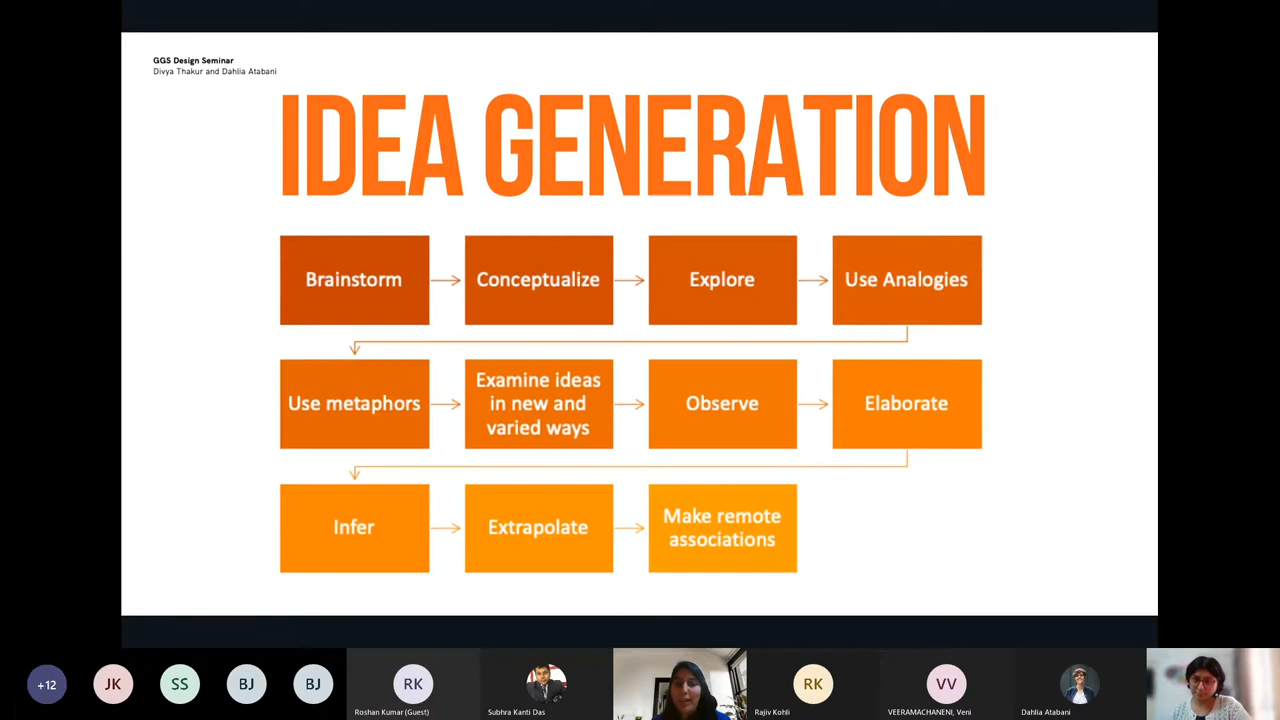 GGS Design Seminar
Divya Thakur and Dahlia Atabani
IDEA GENERATION
Brainstorm
Conceptualize
Explore
Use Analogies
Use metaphors
Examine ideas
in new and
varied ways
Observe
Elaborate
Infer
Extrapolate
Make remote
associations
+12
JK
SS
BJ
BJ
RK
Roshan Kumar (Guest)
Subhra Kanti Das
RK
Rajiv Kohli
VV
VEERAMACHANENI, Veni
Dahlia Atabani